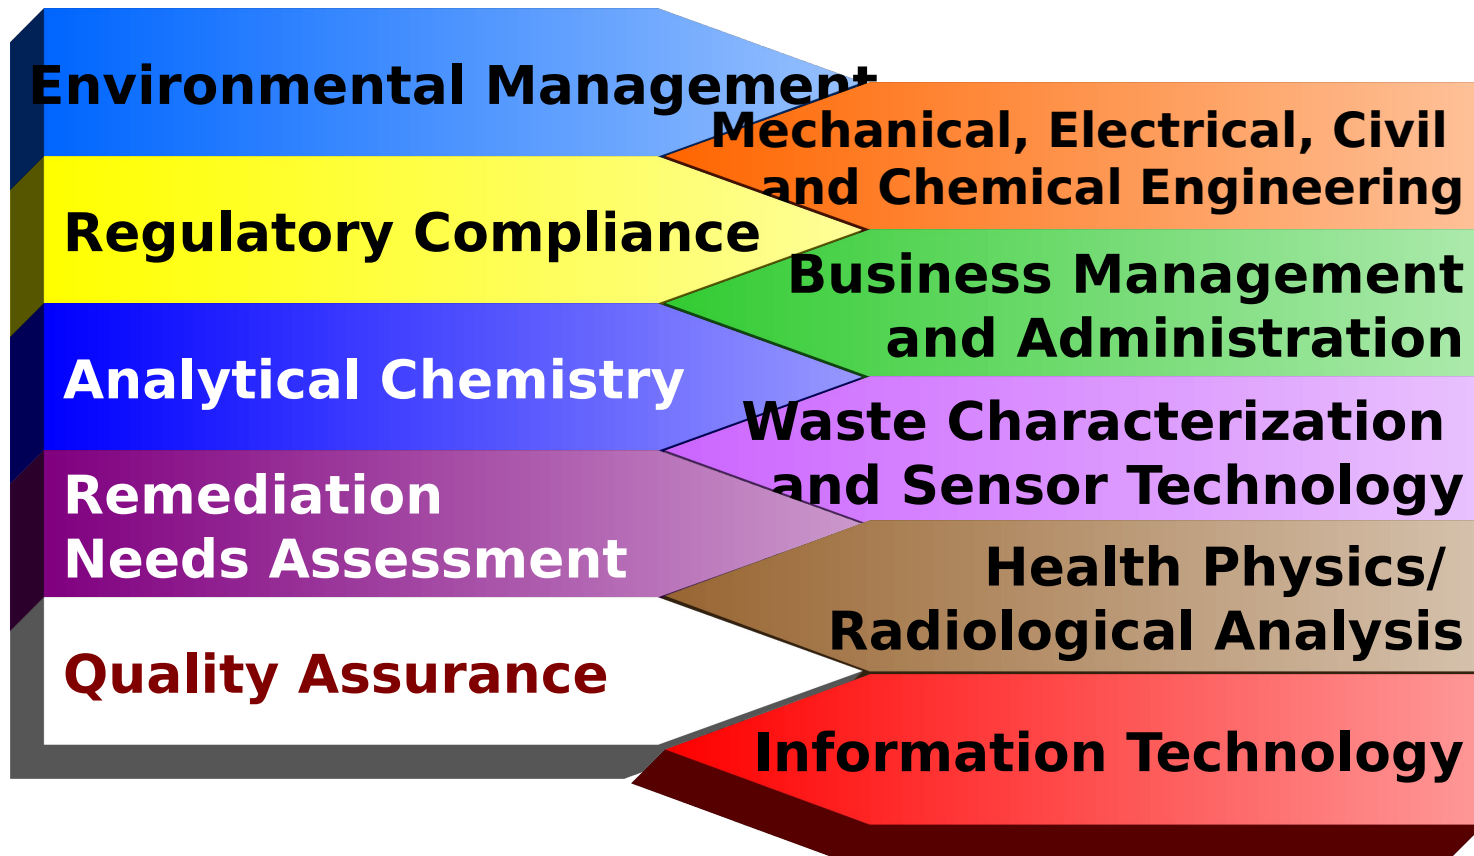 Environmental Management
Regulatory Compliance
Analytical Chemistry
Remediation
Needs Assessment
Quality Assurance
Mechanical, Electrical, Civil
and Chemical Engineering
Business Management
and Administration
Waste Characterization
and Sensor Technology
Health Physics/
Radiological Analysis
Information Technology